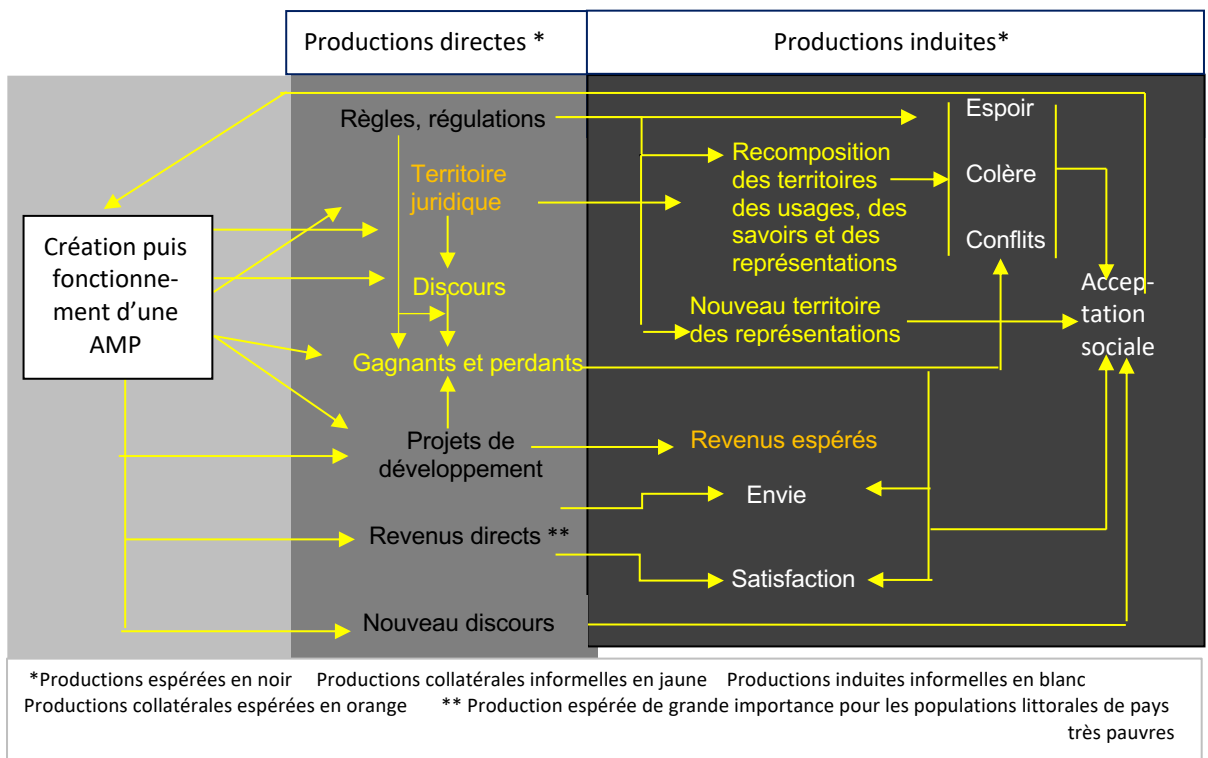 Productions directes *
Productions induites*
Création puis
fonctionne-
ment d’une
AMP
Règles, régulations
Territoire
juridique
Discours
Gagnants et perdants
Projets de
développement
Revenus directs **
Nouveau discours
Recomposition
des territoires
des usages, des
savoirs et des
représentations
Nouveau territoire
des représentations
Revenus espérés
Envie
Satisfaction
Espoir
Colère
Conflits
Accep-
tation
sociale
*Productions espérées en noir Productions collatérales informelles en jaune Productions induites informelles en blanc
Productions collatérales espérées en orange ** Production espérée de grande importance pour les populations littorales de pays
très pauvres